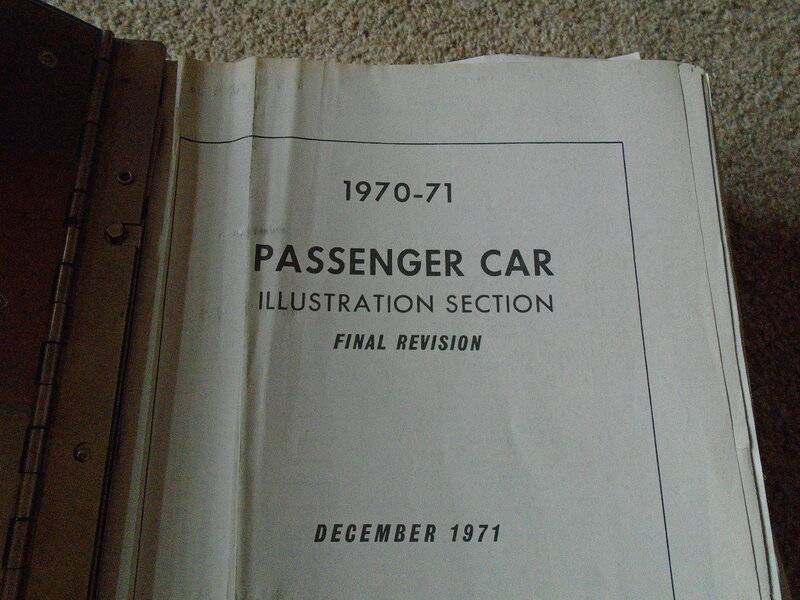 1970-71
PASSENGER CAR
ILLUSTRATION SECTION
FINAL REVISION
DECEMBER 1971